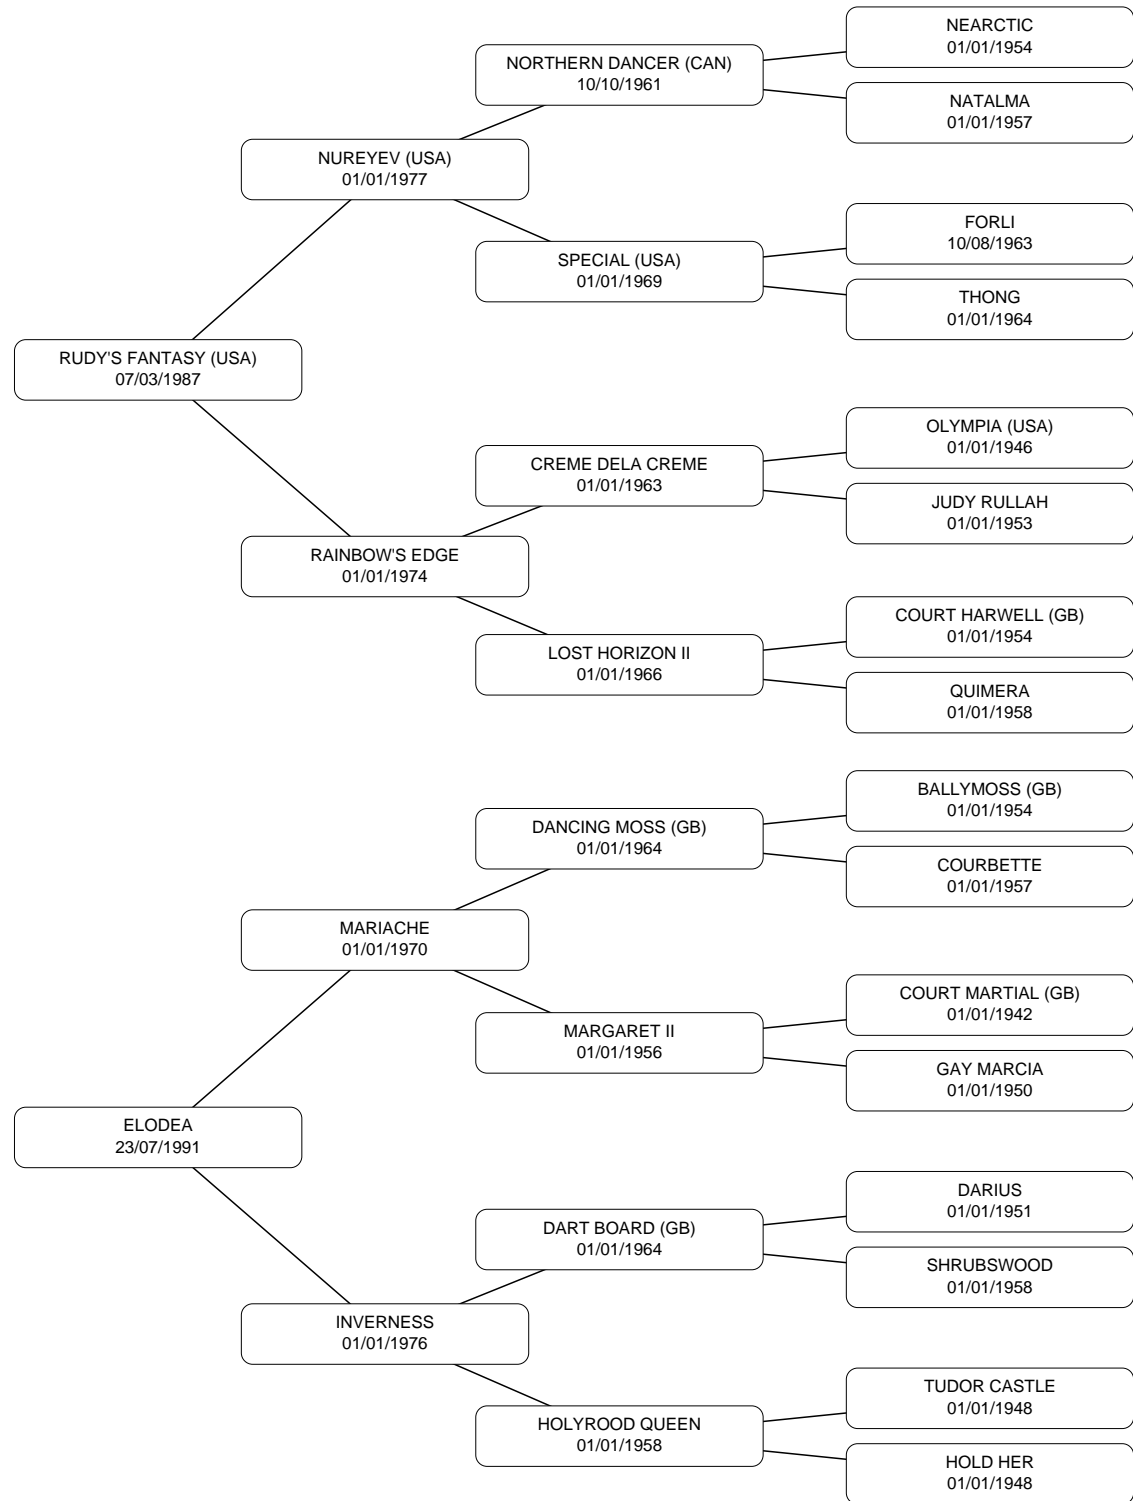 NEARCTIC
01/01/1954
NORTHERN DANCER (CAN)
10/10/1961
NATALMA
01/01/1957
NUREYEV (USA)
01/01/1977
FORLI
10/08/1963
SPECIAL (USA)
01/01/1969
THONG
01/01/1964
RUDY'S FANTASY (USA)
07/03/1987
OLYMPIA (USA)
01/01/1946
CREME DELA CREME
01/01/1963
JUDY RULLAH
01/01/1953
RAINBOW'S EDGE
01/01/1974
COURT HARWELL (GB)
01/01/1954
LOST HORIZON II
01/01/1966
QUIMERA
01/01/1958
BALLYMOSS (GB)
01/01/1954
DANCING MOSS (GB)
01/01/1964
COURBETTE
01/01/1957
MARIACHE
01/01/1970
COURT MARTIAL (GB)
01/01/1942
MARGARET II
01/01/1956
GAY MARCIA
01/01/1950
ELODEA
23/07/1991
DARIUS
01/01/1951
DART BOARD (GB)
01/01/1964
SHRUBSWOOD
01/01/1958
INVERNESS
01/01/1976
TUDOR CASTLE
01/01/1948
HOLYROOD QUEEN
01/01/1958
HOLD HER
01/01/1948